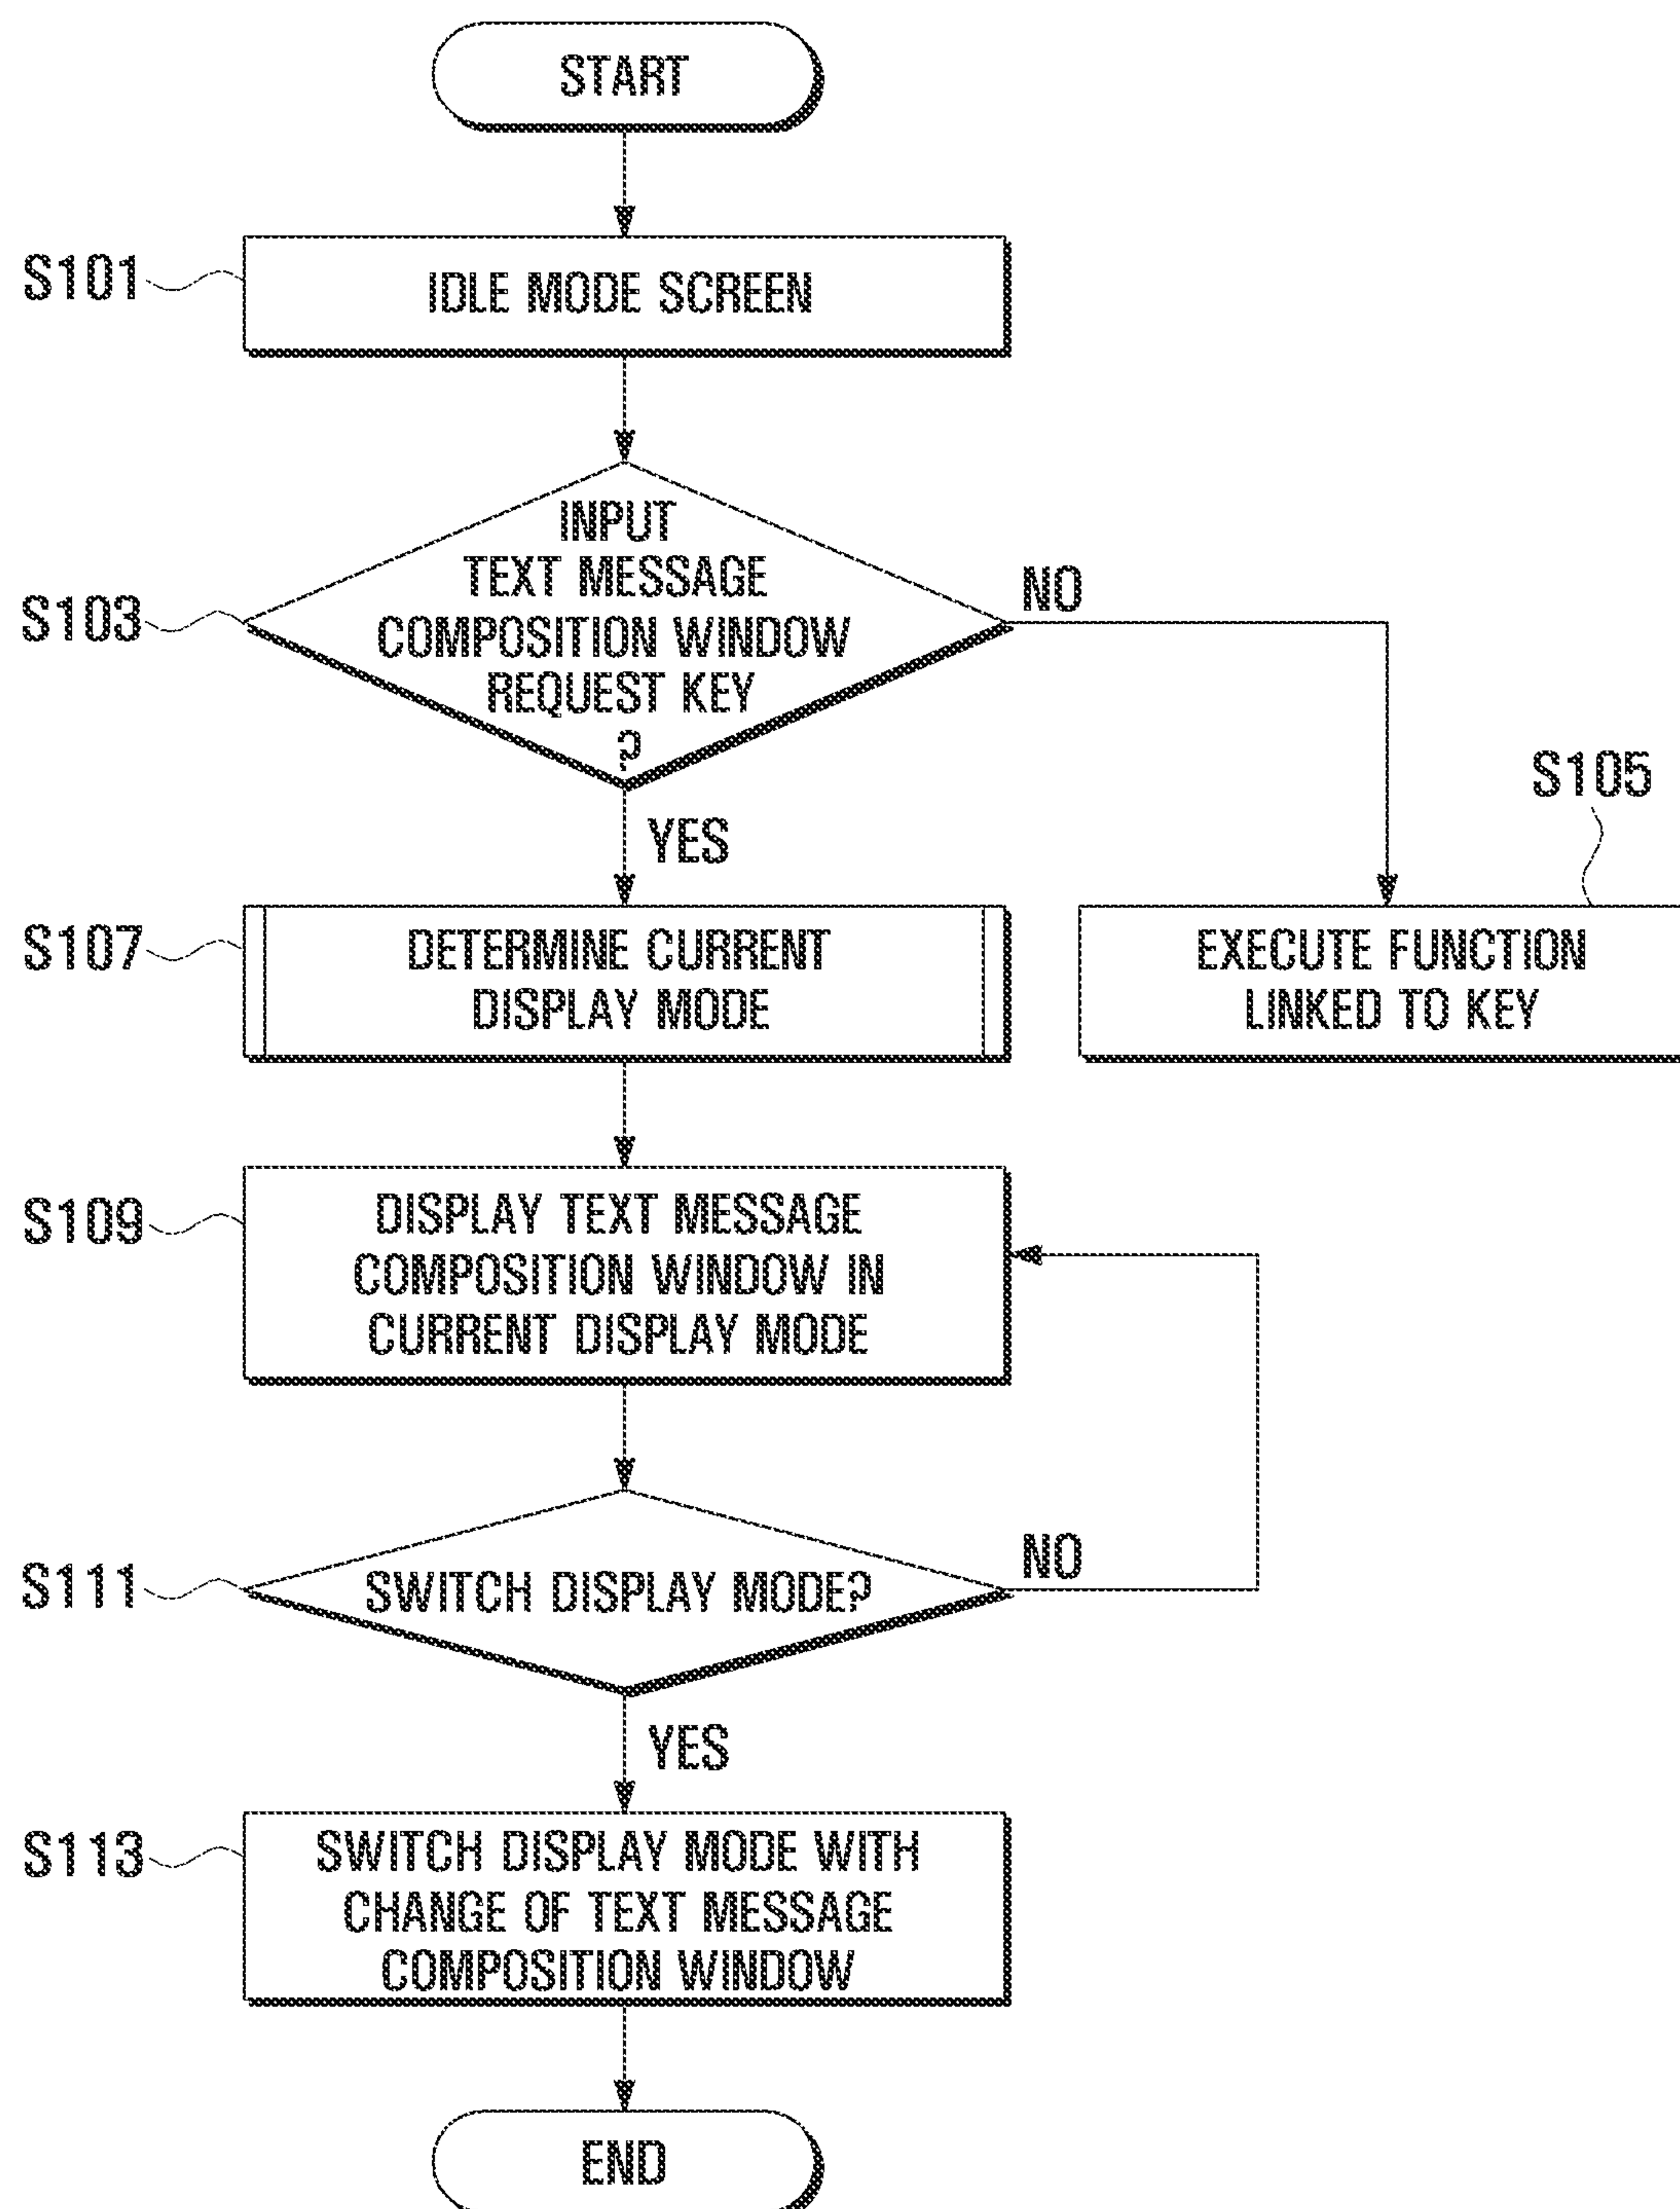 START
S101
IDLE MODE SCREEN
S103
INPUT
TEXT MESSAGE
COMPOSITION WINDOW
REQUEST KEY
?
NO
YES
S105
S107
DETERMINE CURRENT
DISPLAY MODE
EXECUTE FUNCTION
LINKED TO KEY
S109
DISPLAY TEXT MESSAGE
COMPOSITION WINDOW IN
CURRENT DISPLAY MODE
S111
SWITCH DISPLAY MODE?
NO
YES
S113
SWITCH DISPLAY MODE WITH
CHANGE OF TEXT MESSAGE
COMPOSITION WINDOW
END